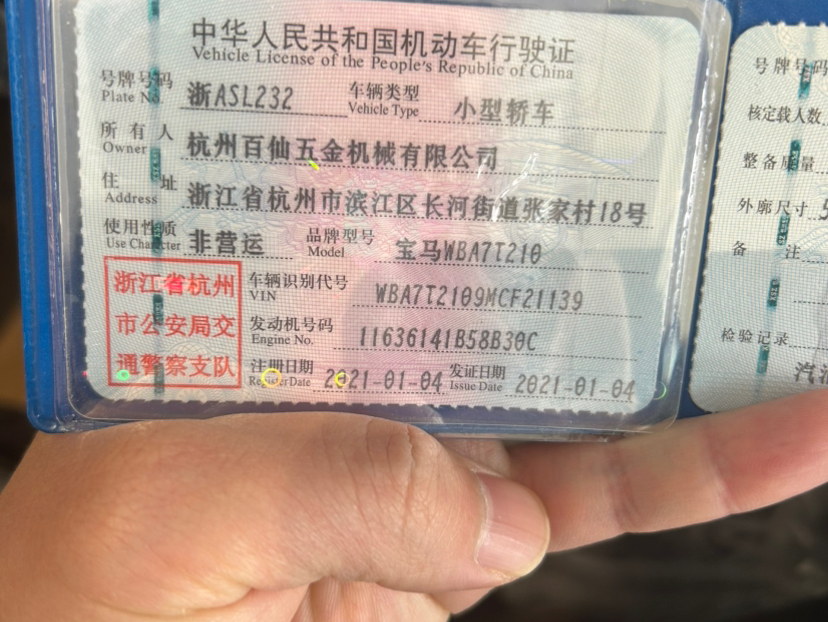 中华人民共和国机动车行驶证
Vehicle License of the People's Republic of China
号牌号码 浙ASL232 车辆类型 小型轿车
Plate No. Vehicle Type
所有人 杭州百仙五金机械有限公司
Owner
住址 浙江省杭州市滨江区长河街道张家村18号
Address
使用性质 非营运 品牌型号 宝马WBA7T210
Use Character Model
浙江省杭州
市公安局交
通警察支队
车辆识别代号 WBA7T2109MCF21139
VIN
发动机号码 11636141B58B30C
Engine No.
注册日期 2021-01-04 发证日期 2021-01-04
Register Date Issue Date
号牌号码
核定载人数
整备质量
外廓尺寸
备注
检验记录